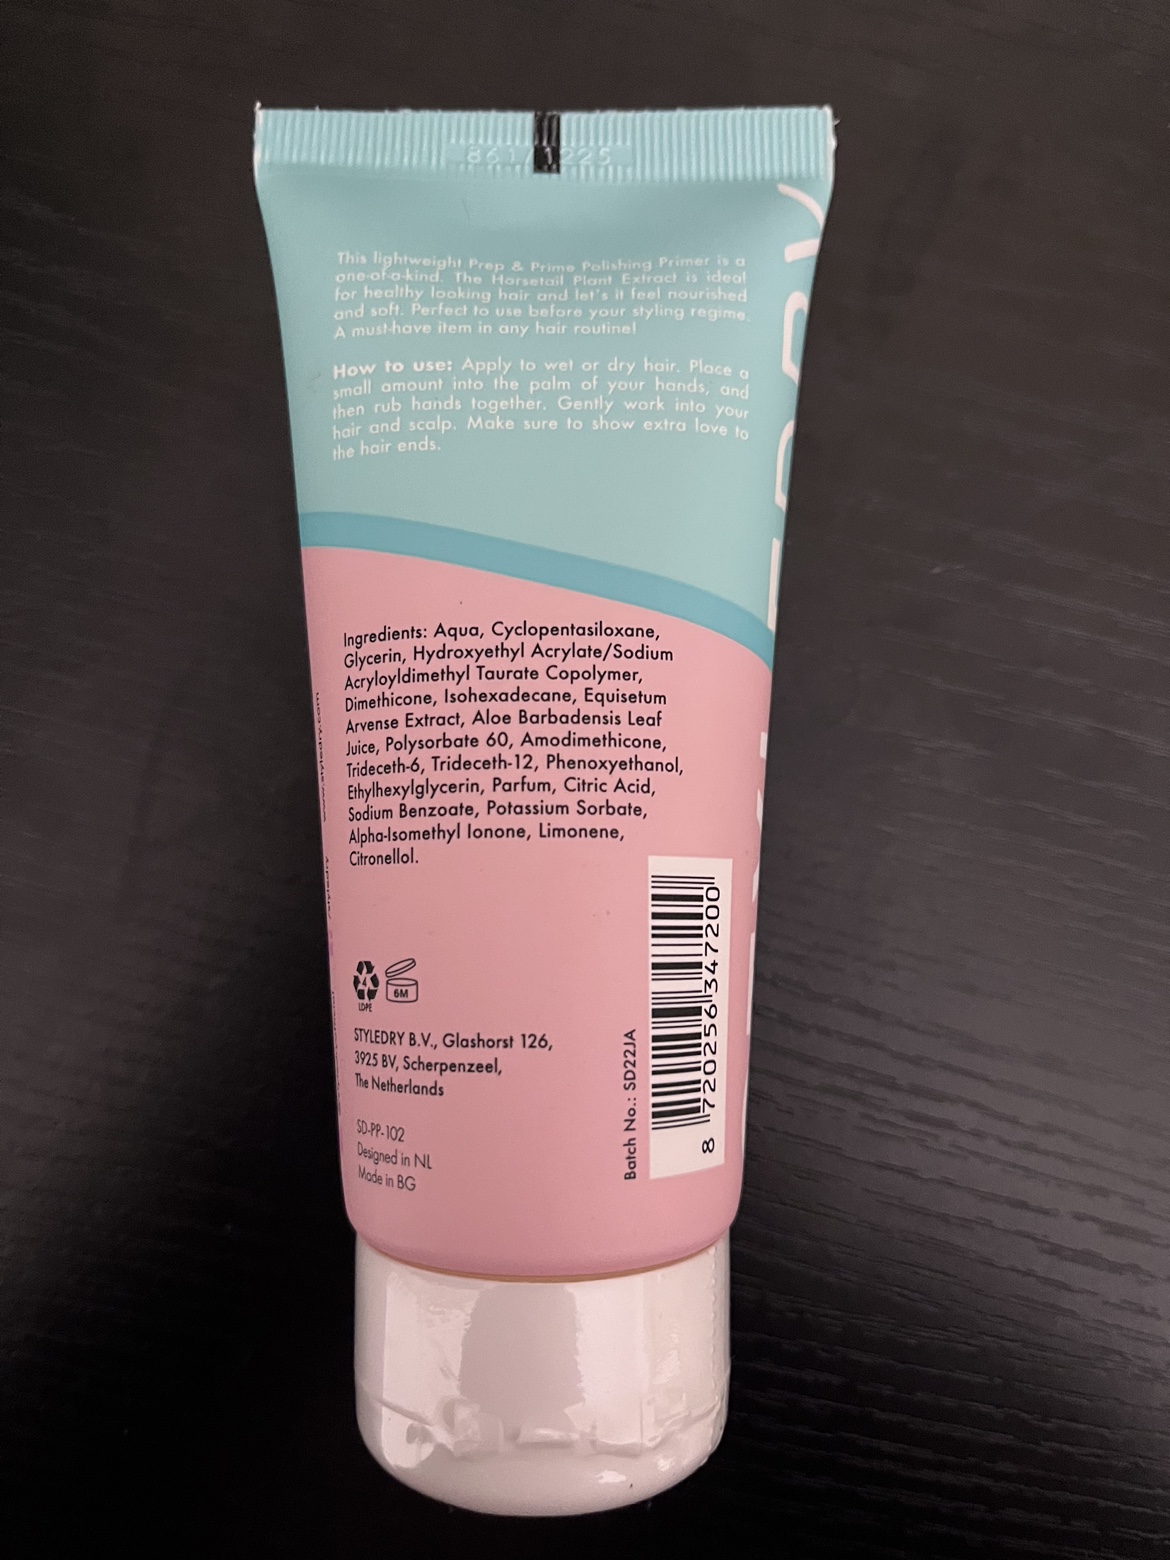 This lightweight Prep & Prime Polishing Primer is a
one-of-a-kind. The Horsetail Plant Extract is ideal
for healthy looking hair and let's it feel nourished
and soft. Perfect to use before your styling regime.
A must-have item in any hair routine!
How to use: Apply to wet or dry hair. Place a
small amount into the palm of your hands, and
then rub hands together. Gently work into your
hair and scalp. Make sure to show extra love to
the hair ends.
Ingredients: Aqua, Cyclopentasiloxane,
Glycerin, Hydroxyethyl Acrylate/Sodium
Acryloyldimethyl Taurate Copolymer,
Dimethicone, Isohexadecane, Equisetum
Arvense Extract, Aloe Barbadensis Leaf
Juice, Polysorbate 60, Amodimethicone,
Trideceth-6, Trideceth-12, Phenoxyethanol,
Ethylhexylglycerin, Parfum, Citric Acid,
Sodium Benzoate, Potassium Sorbate,
Alpha-Isomethyl Ionone, Limonene,
Citronellol.
4
LDPE
6M
STYLEDRY B.V., Glashorst 126,
3925 BV, Scherpenzeel,
The Netherlands
SD-PP-102
Designed in NL
Made in BG
Batch No.: SD22JA
8 720256 347200
www.styledry.com
/styledry